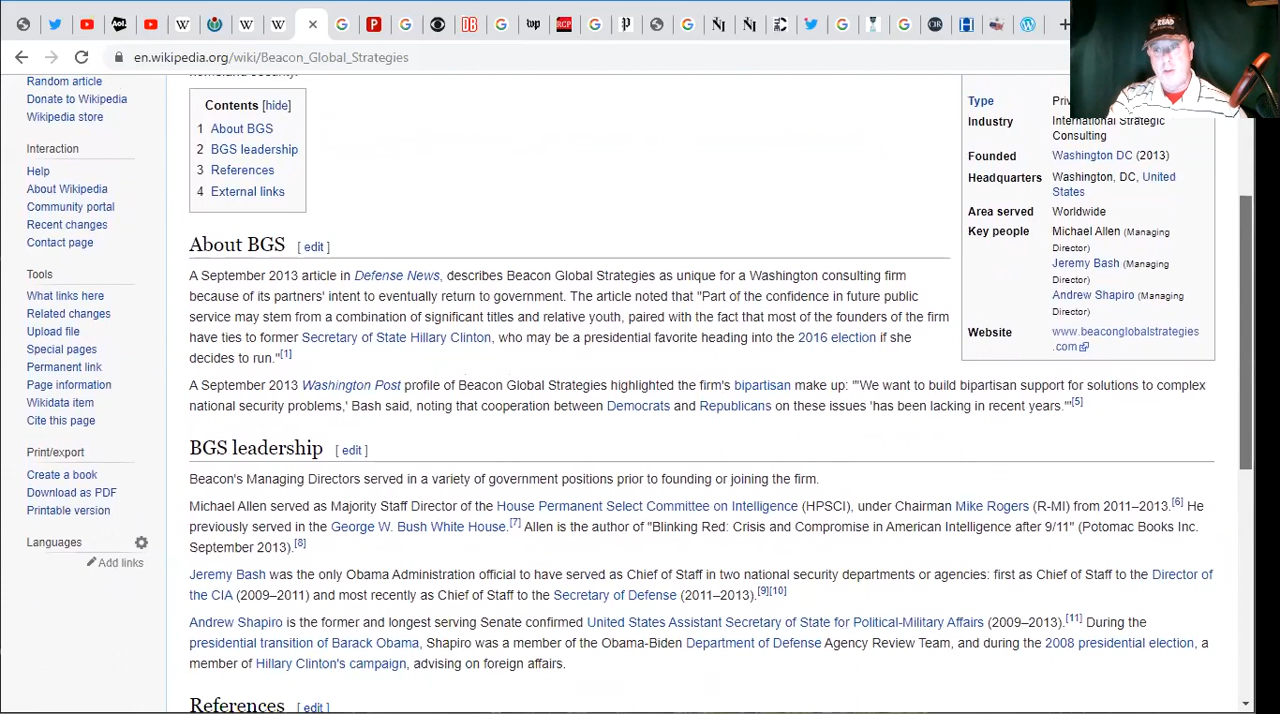 Aol.
W
W
W
G
P
G
DB
G
wp
RCP
G
P
G
G
G
CfR
H
en.wikipedia.org/wiki/Beacon_Global_Strategies
READ
Random article
Donate to Wikipedia
Wikipedia store
Interaction
Help
About Wikipedia
Community portal
Recent changes
Contact page
Tools
What links here
Related changes
Upload file
Special pages
Permanent link
Page information
Wikidata item
Cite this page
Print/export
Create a book
Download as PDF
Printable version
Languages
Add links
homeland security.
Contents [hide]
1 About BGS
2 BGS leadership
3 References
4 External links
Type
Industry International Strategic
Consulting
Founded Washington DC (2013)
Headquarters Washington, DC, United
States
Area served Worldwide
Key people Michael Allen (Managing
Director)
Jeremy Bash (Managing
Director)
Andrew Shapiro (Managing
Director)
Website www.beaconglobalstrategies
.com
About BGS [ edit ]
A September 2013 article in Defense News, describes Beacon Global Strategies as unique for a Washington consulting firm
because of its partners' intent to eventually return to government. The article noted that "Part of the confidence in future public
service may stem from a combination of significant titles and relative youth, paired with the fact that most of the founders of the firm
have ties to former Secretary of State Hillary Clinton, who may be a presidential favorite heading into the 2016 election if she
decides to run."[1]
A September 2013 Washington Post profile of Beacon Global Strategies highlighted the firm's bipartisan make up: "'We want to build bipartisan support for solutions to complex
national security problems,' Bash said, noting that cooperation between Democrats and Republicans on these issues 'has been lacking in recent years.'"[5]
BGS leadership [ edit ]
Beacon's Managing Directors served in a variety of government positions prior to founding or joining the firm.
Michael Allen served as Majority Staff Director of the House Permanent Select Committee on Intelligence (HPSCI), under Chairman Mike Rogers (R-MI) from 2011–2013.[6] He
previously served in the George W. Bush White House.[7] Allen is the author of "Blinking Red: Crisis and Compromise in American Intelligence after 9/11" (Potomac Books Inc.
September 2013).[8]
Jeremy Bash was the only Obama Administration official to have served as Chief of Staff in two national security departments or agencies: first as Chief of Staff to the Director of
the CIA (2009–2011) and most recently as Chief of Staff to the Secretary of Defense (2011–2013).[9][10]
Andrew Shapiro is the former and longest serving Senate confirmed United States Assistant Secretary of State for Political-Military Affairs (2009–2013).[11] During the
presidential transition of Barack Obama, Shapiro was a member of the Obama-Biden Department of Defense Agency Review Team, and during the 2008 presidential election, a
member of Hillary Clinton's campaign, advising on foreign affairs.
References [ edit ]